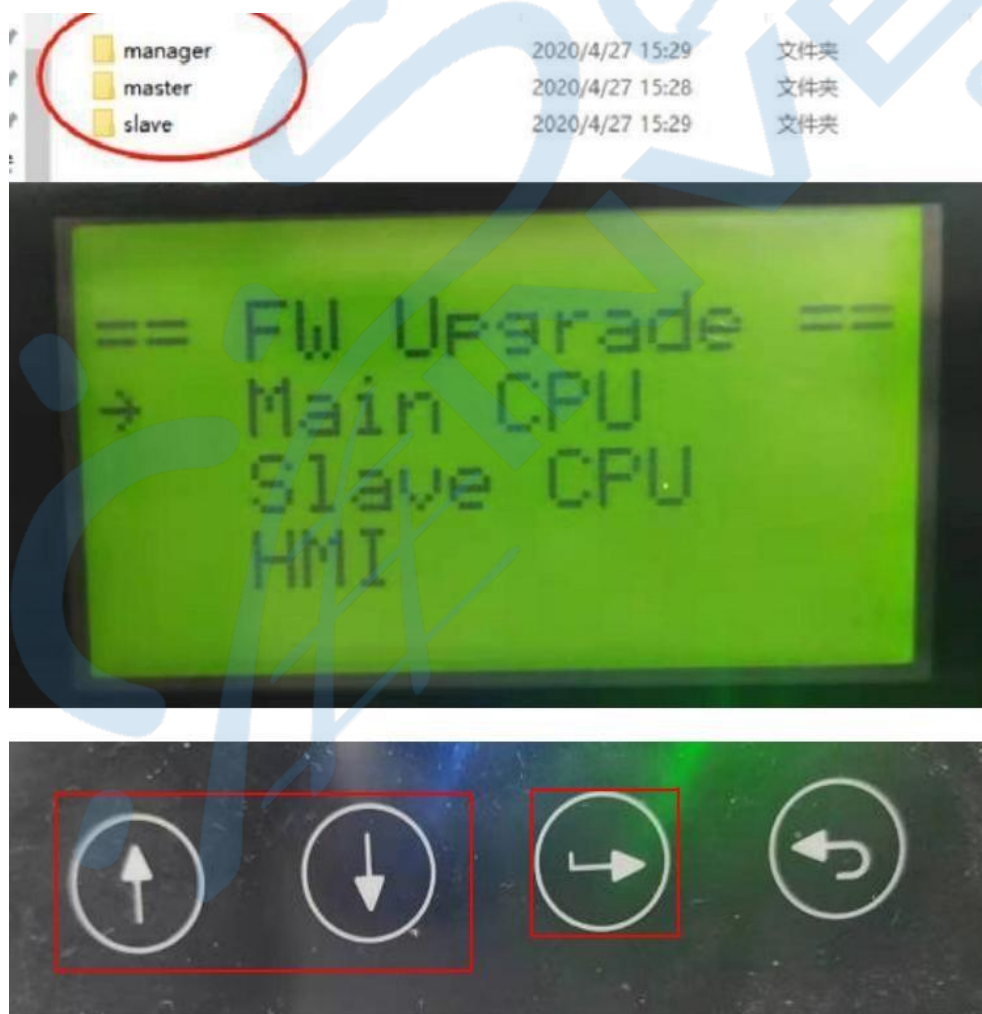 manager 2020/4/27 15:29 文件夹
master 2020/4/27 15:28 文件夹
slave 2020/4/27 15:29 文件夹
== FW Upgrade ==
→ Main CPU
Slave CPU
HMI